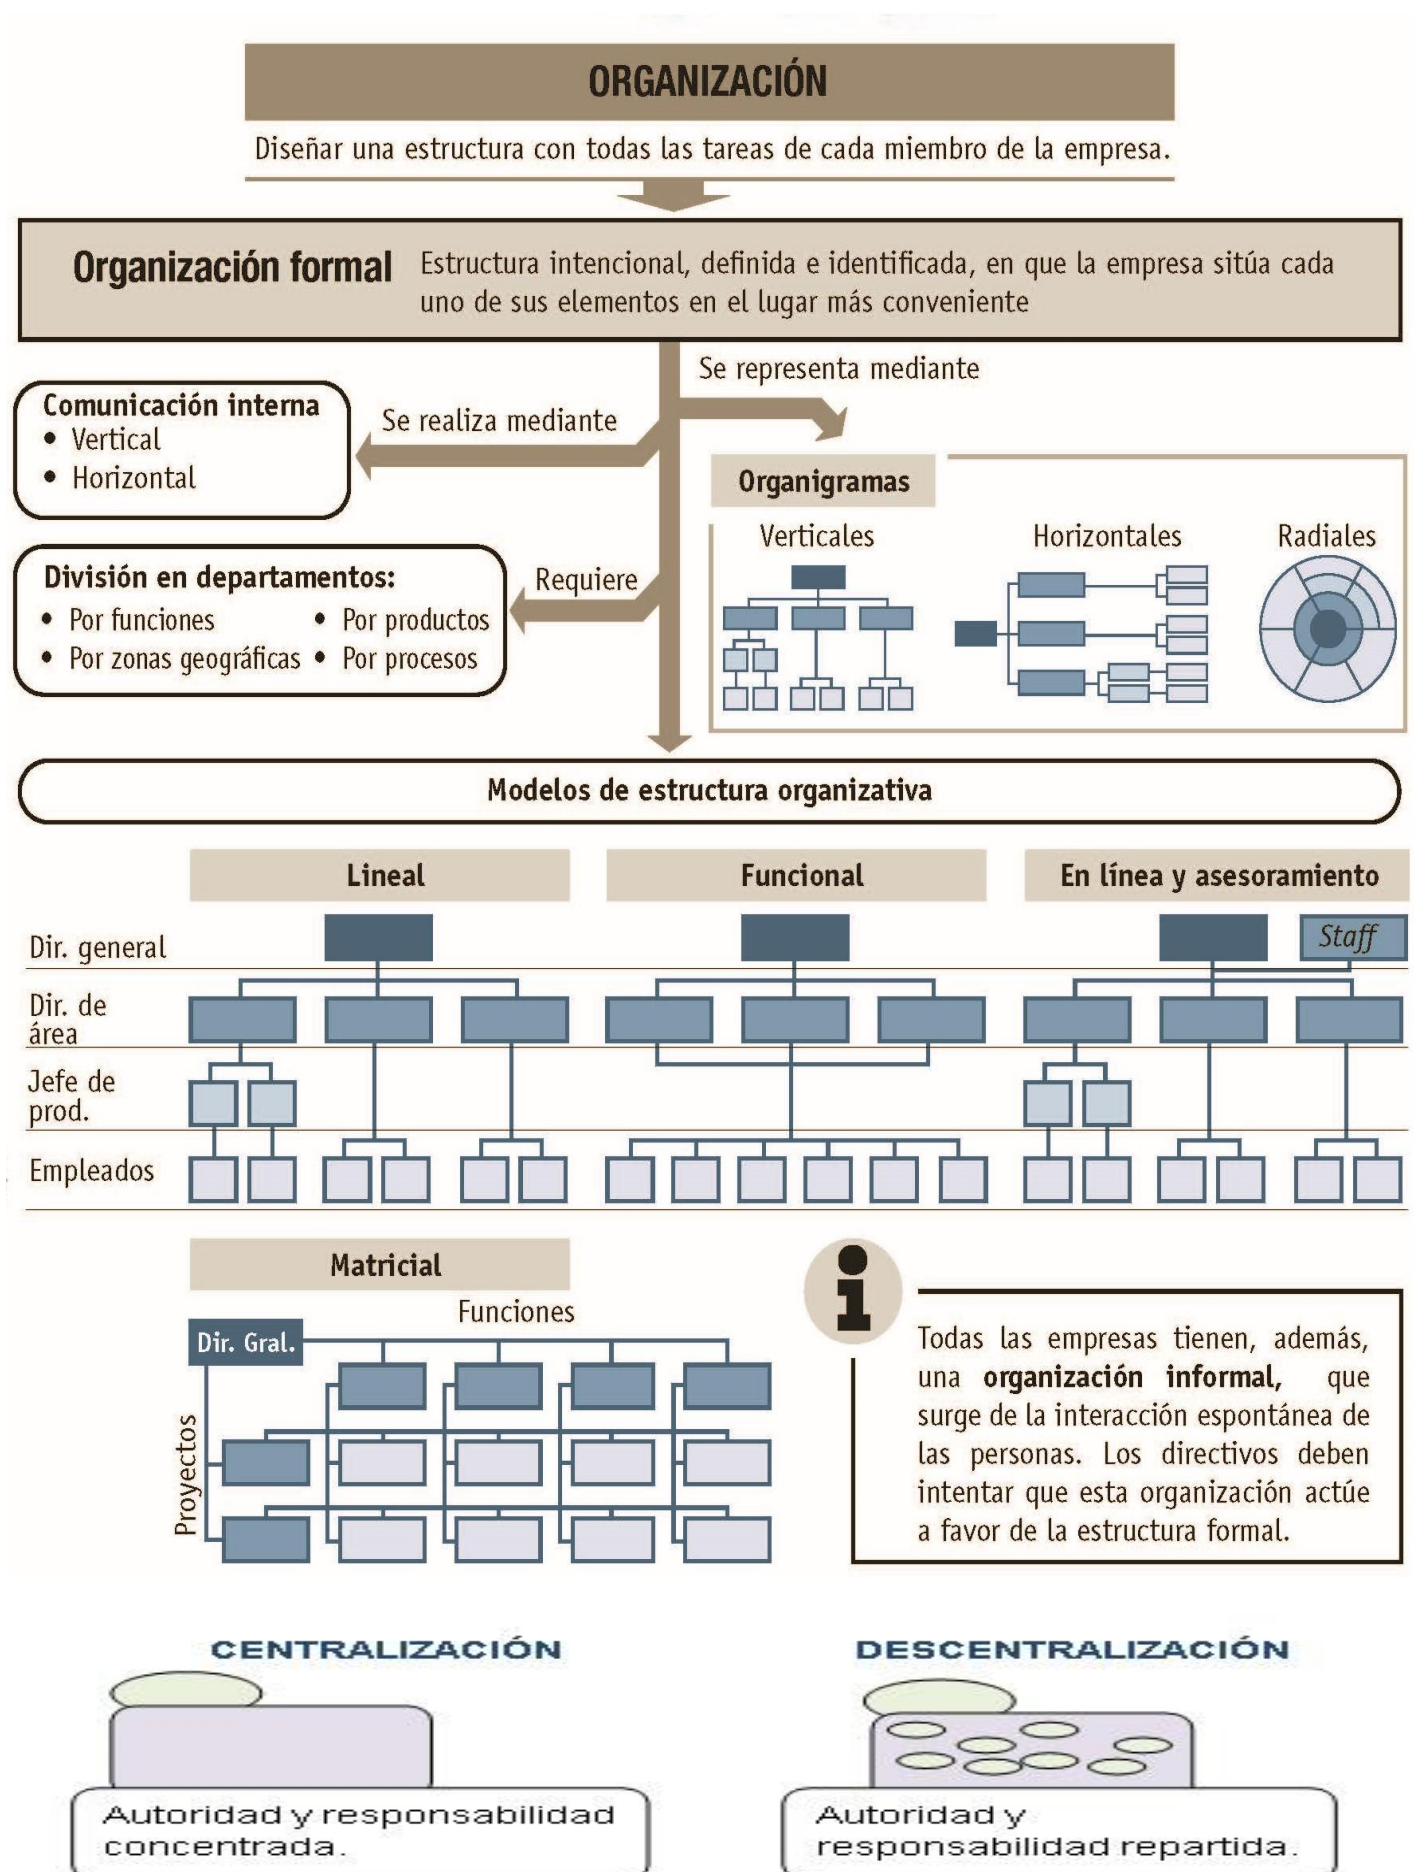 ORGANIZACIÓN
Diseñar una estructura con todas las tareas de cada miembro de la empresa.
Organización formal
Estructura intencional, definida e identificada, en que la empresa sitúa cada
uno de sus elementos en el lugar más conveniente
Se representa mediante
Comunicación interna
• Vertical
• Horizontal
Se realiza mediante
Organigramas
Verticales
Horizontales
Radiales
División en departamentos:
• Por funciones
• Por productos
• Por zonas geográficas
• Por procesos
Requiere
Modelos de estructura organizativa
Lineal
Funcional
En línea y asesoramiento
Dir. general
Staff
Dir. de
área
Jefe de
prod.
Empleados
Matricial
Funciones
Dir. Gral.
Proyectos
Todas las empresas tienen, además,
una organización informal, que
surge de la interacción espontánea de
las personas. Los directivos deben
intentar que esta organización actúe
a favor de la estructura formal.
CENTRALIZACIÓN
Autoridad y responsabilidad
concentrada.
DESCENTRALIZACIÓN
Autoridad y
responsabilidad repartida.